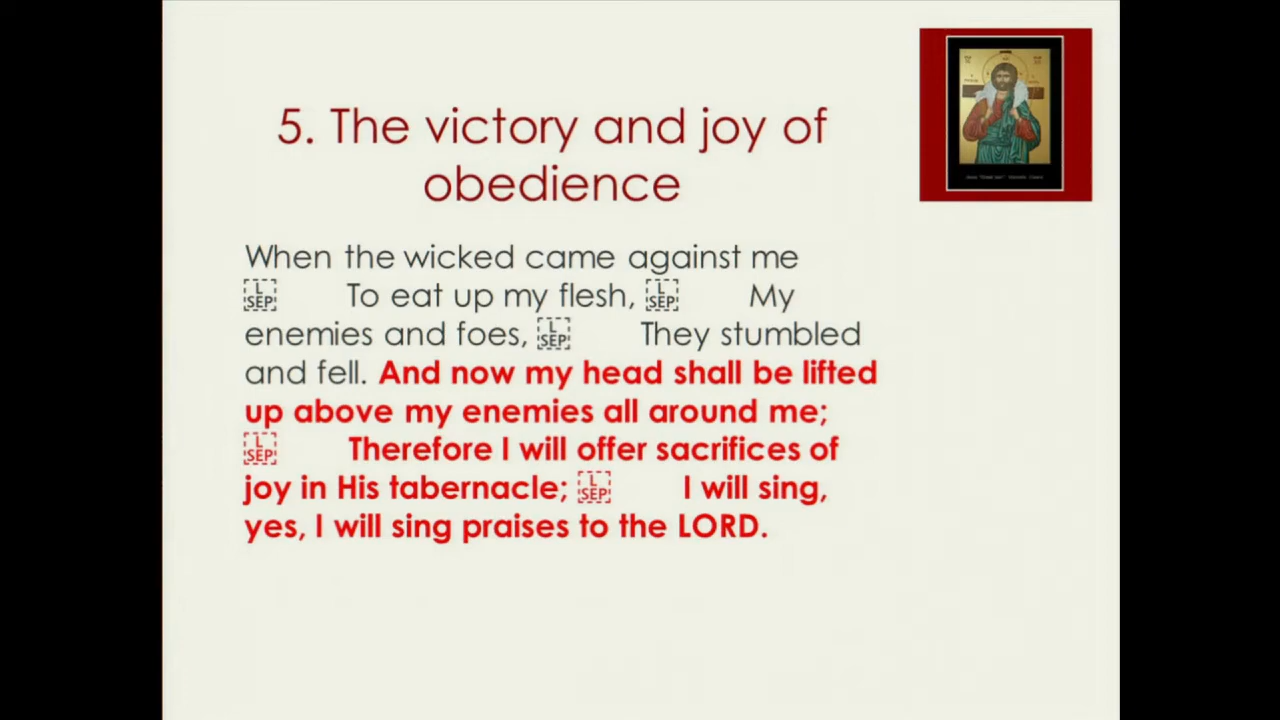 5. The victory and joy of
obedience
When the wicked came against me
L SEP To eat up my flesh, L SEP My
enemies and foes, L SEP They stumbled
and fell. And now my head shall be lifted
up above my enemies all around me;
L SEP Therefore I will offer sacrifices of
joy in His tabernacle; L SEP I will sing,
yes, I will sing praises to the LORD.